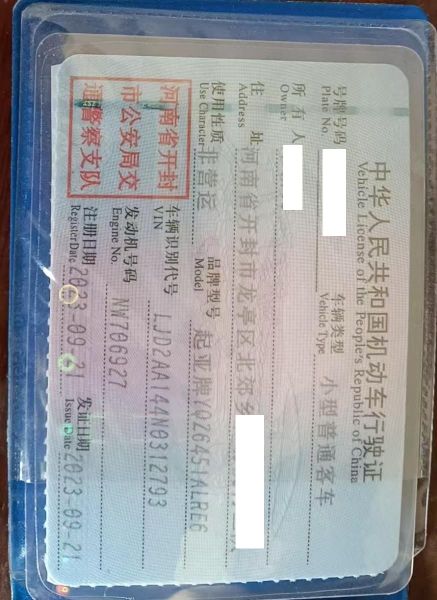 中华人民共和国机动车行驶证
Vehicle License of the People's Republic of China
号牌号码
Plate No.
车辆类型 小型普通客车
Vehicle Type
所有人
Owner
住址 河南省开封市龙亭区北郊乡
Address
使用性质 非营运
Use Character
品牌型号 起亚牌YQZ6451ALRE6
Model
河南省开封
市公安局交
通警察支队
车辆识别代号 LJD2AA144N0312793
VIN
发动机号码 NW706927
Engine No.
注册日期 2023-09-21
Register Date
发证日期 2023-09-21
Issue Date